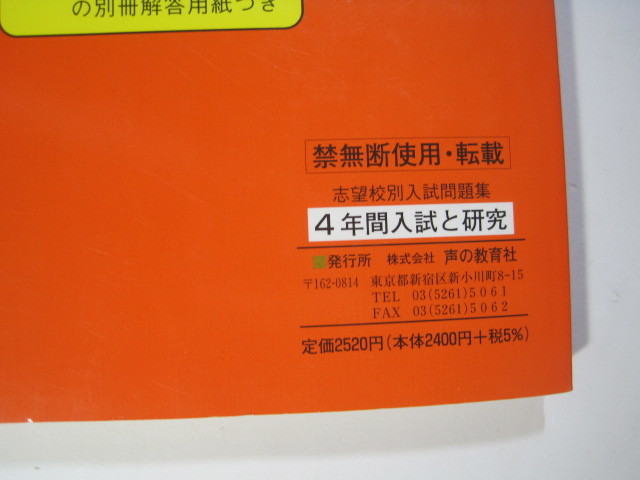 の別冊解答用紙つき
禁無断使用・転載
志望校別入試問題集
4年間入試と研究
発行所 株式会社 声の教育社
〒162-0814 東京都新宿区新小川町8-15
TEL 03(5261)5061
FAX 03(5261)5062
定価2520円(本体2400円+税5%)